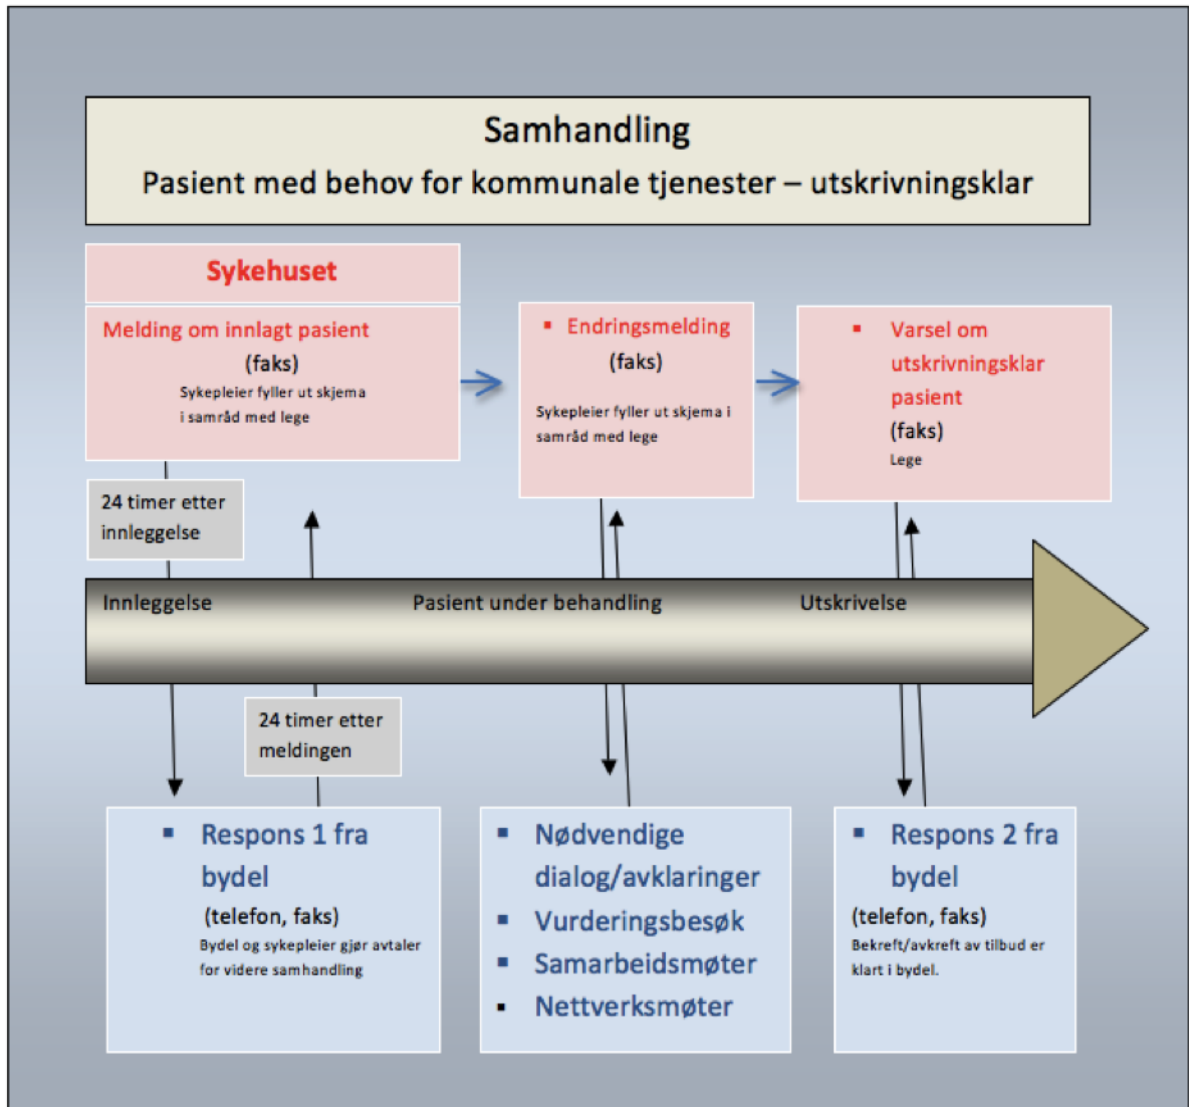 Samhandling
Pasient med behov for kommunale tjenester – utskrivningsklar
Sykehuset
Melding om innlagt pasient
(faks)
Sykepleier fyller ut skjema
i samråd med lege
▪ Endringsmelding
(faks)
Sykepleier fyller ut skjema i
samråd med lege
▪ Varsel om
utskrivningsklar
pasient
(faks)
Lege
24 timer etter
innleggelse
Innleggelse
Pasient under behandling
Utskrivelse
24 timer etter
meldingen
▪ Respons 1 fra
bydel
(telefon, faks)
Bydel og sykepleier gjør avtaler
for videre samhandling
▪ Nødvendige
dialog/avklaringer
▪ Vurderingsbesøk
▪ Samarbeidsmøter
▪ Nettverksmøter
▪ Respons 2 fra
bydel
(telefon, faks)
Bekreft/avkreft av tilbud er
klart i bydel.